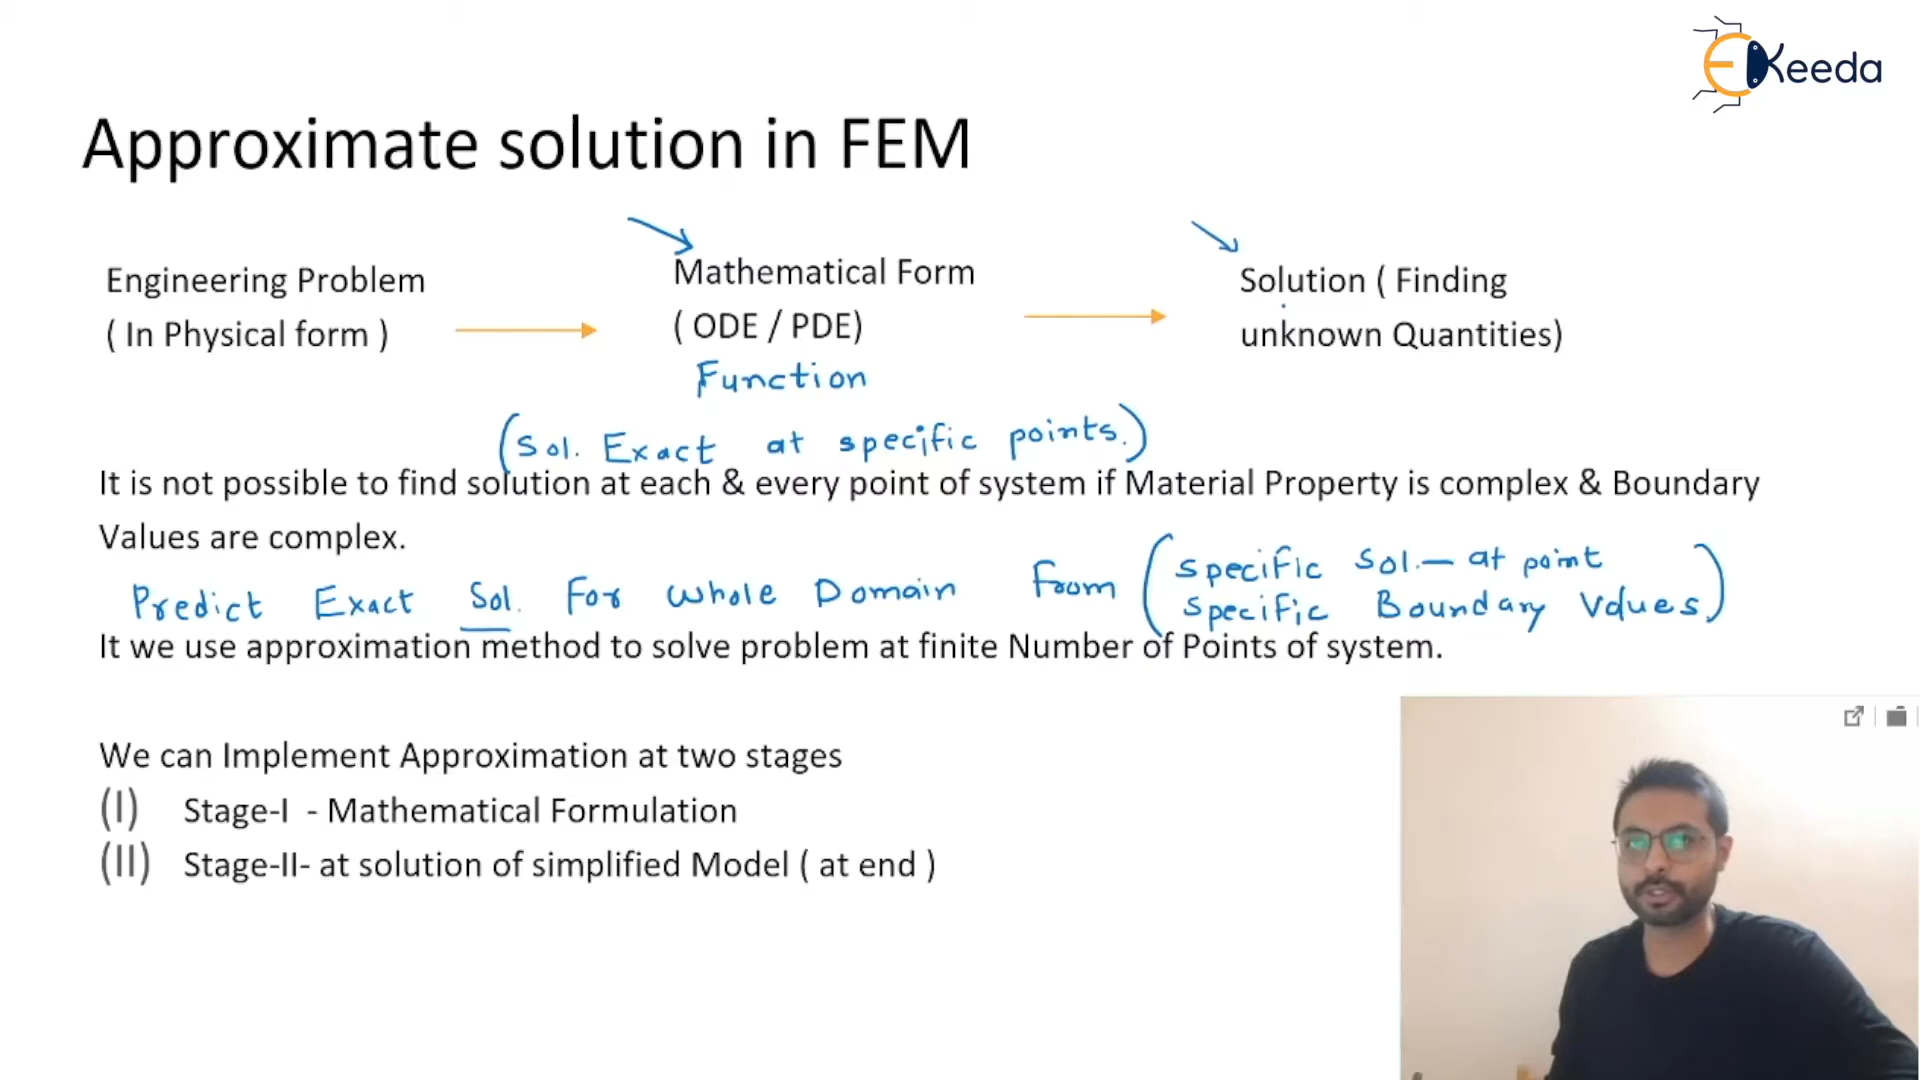 EKeeda
Approximate solution in FEM
Engineering Problem
( In Physical form )
Mathematical Form
( ODE / PDE)
Function
Solution ( Finding
unknown Quantities)
(Sol. Exact at specific points.)
It is not possible to find solution at each & every point of system if Material Property is complex & Boundary
Values are complex.
Predict Exact Sol. For whole Domain From (specific Sol.— at point
specific Boundary Values)
It we use approximation method to solve problem at finite Number of Points of system.
We can Implement Approximation at two stages
(I) Stage-I - Mathematical Formulation
(II) Stage-II- at solution of simplified Model ( at end )